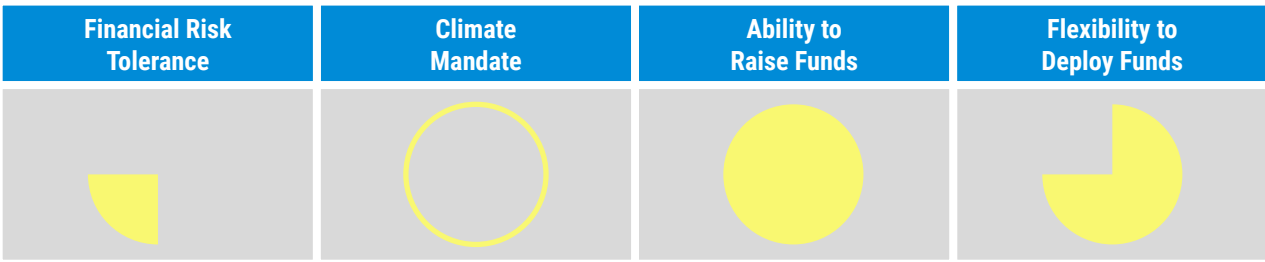 Financial Risk
Tolerance
Climate
Mandate
Ability to
Raise Funds
Flexibility to
Deploy Funds